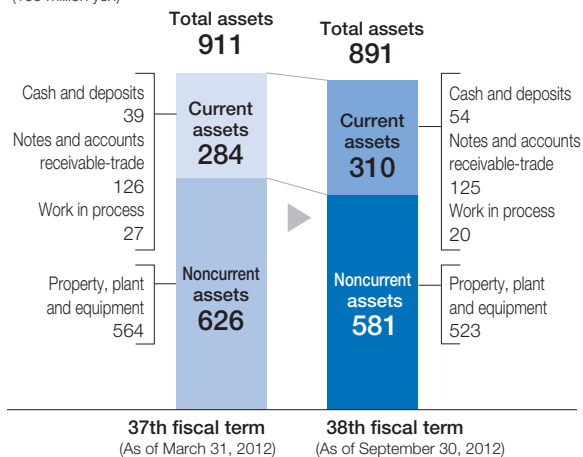 Total assets
911
Total assets
891
Cash and deposits
39
Notes and accounts
receivable-trade
126
Work in process
27
Property, plant
and equipment
564
Current
assets
284
Noncurrent
assets
626
Current
assets
310
Noncurrent
assets
581
Cash and deposits
54
Notes and accounts
receivable-trade
125
Work in process
20
Property, plant
and equipment
523
37th fiscal term
(As of March 31, 2012)
38th fiscal term
(As of September 30, 2012)